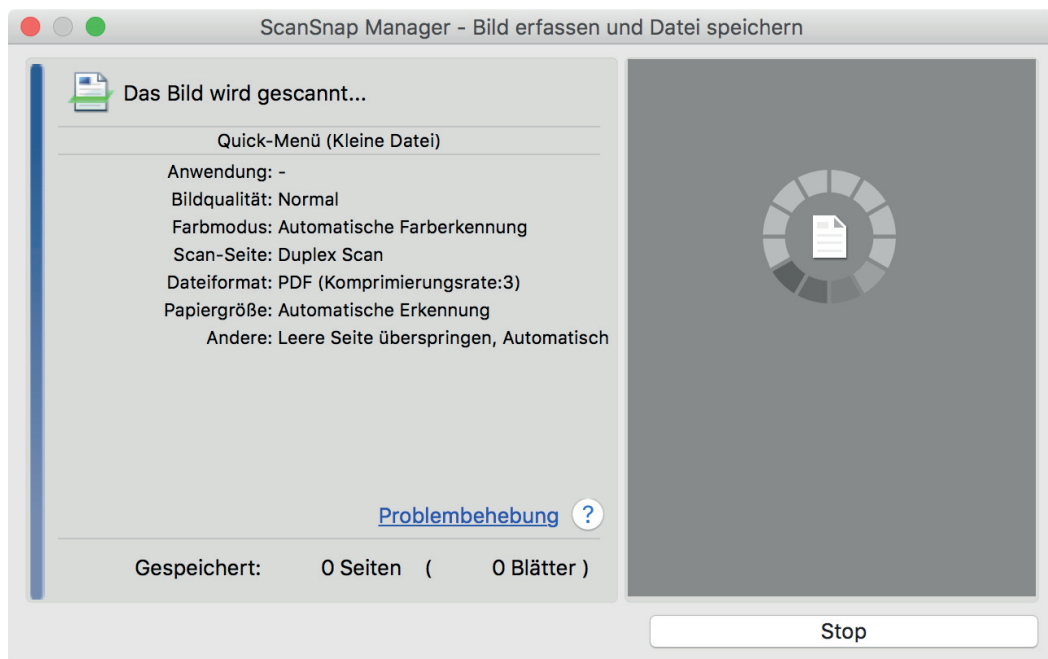 ScanSnap Manager - Bild erfassen und Datei speichern
Das Bild wird gescannt...
Quick-Menü (Kleine Datei)
Anwendung: -
Bildqualität: Normal
Farbmodus: Automatische Farberkennung
Scan-Seite: Duplex Scan
Dateiformat: PDF (Komprimierungsrate:3)
Papiergröße: Automatische Erkennung
Andere: Leere Seite überspringen, Automatisch
Problembehebung ?
Gespeichert: 0 Seiten ( 0 Blätter )
Stop